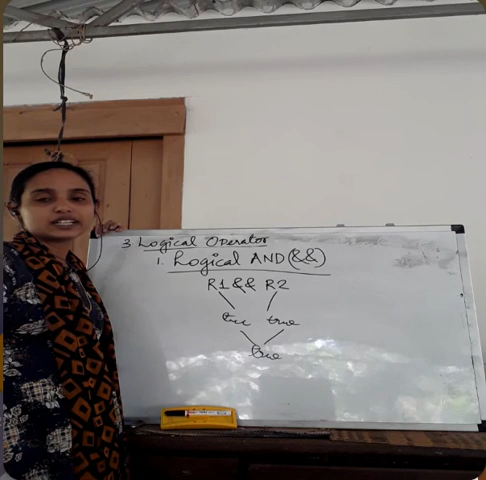 3. Logical Operator
1. Logical AND (&&)
R1 && R2
true true
true